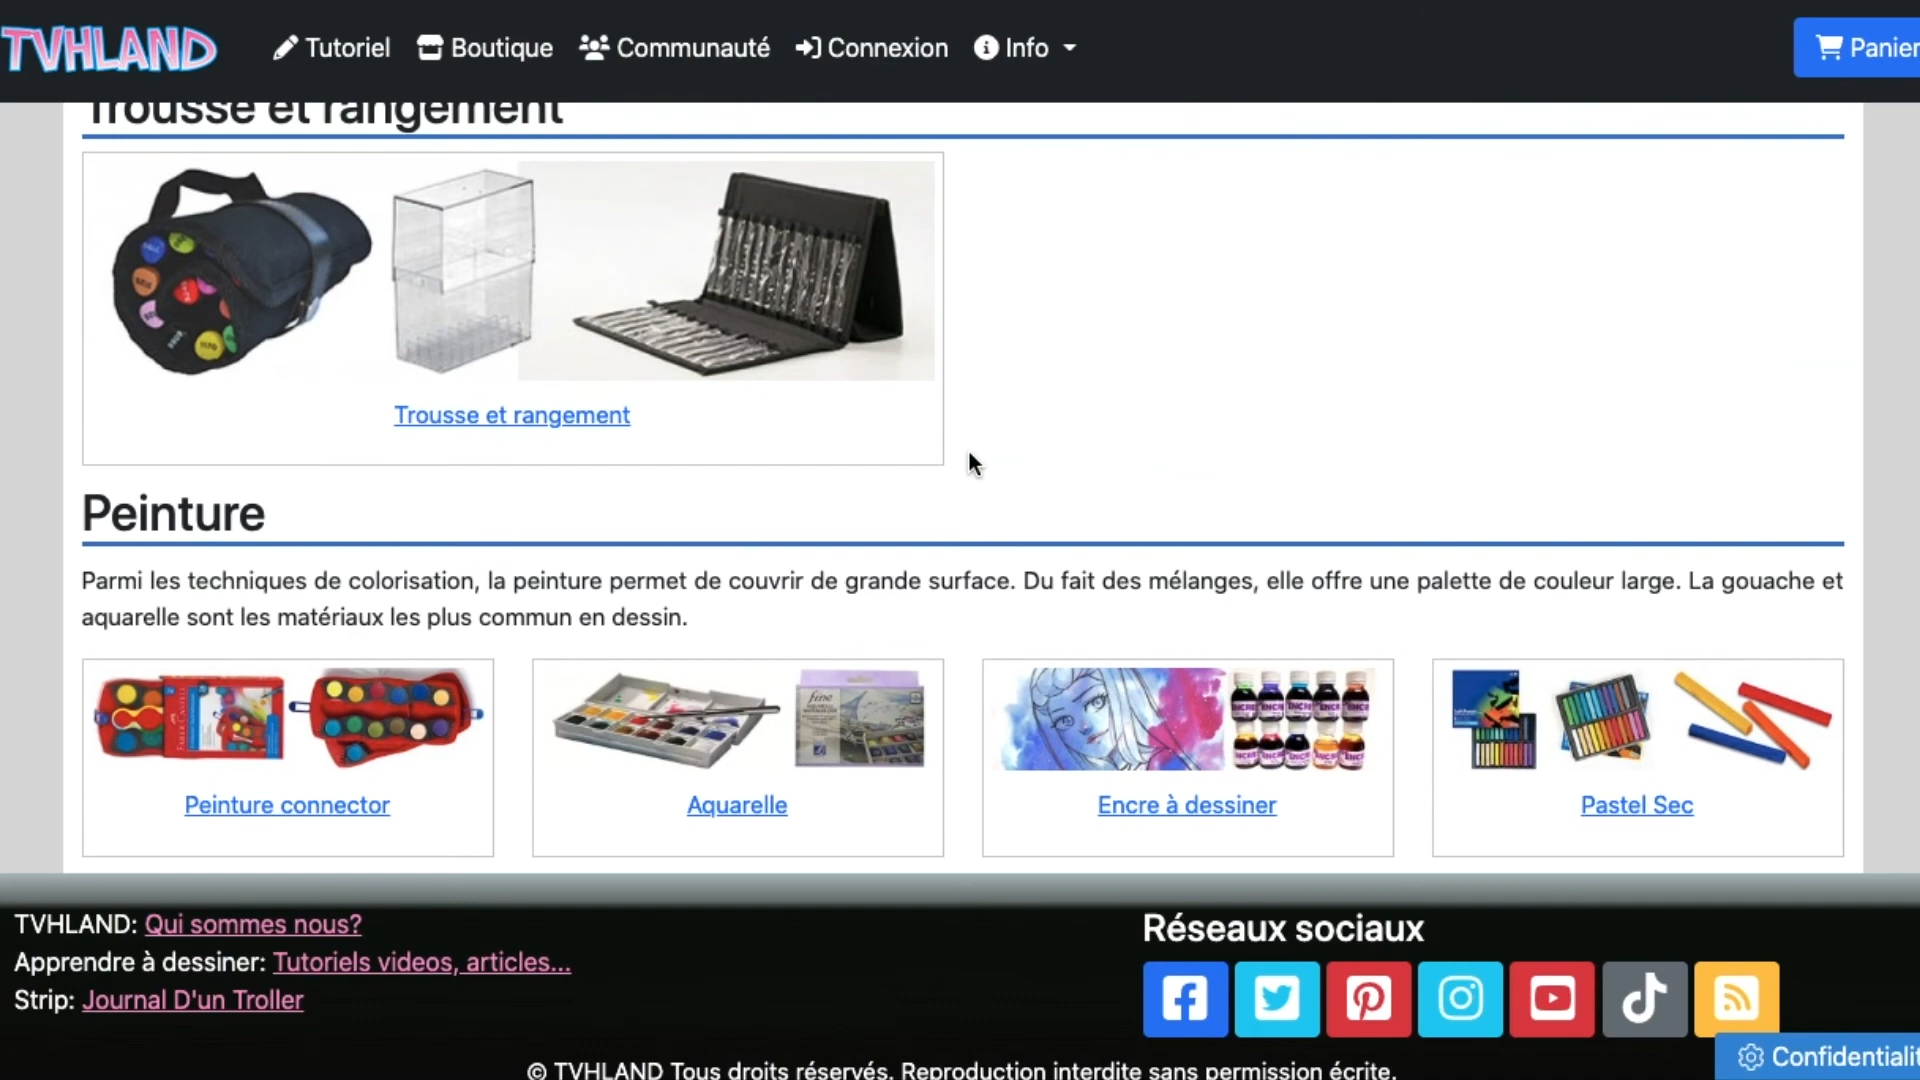 TVHLAND
Tutoriel
Boutique
Communauté
Connexion
Info
Panier
Trousse et rangement
Trousse et rangement
Peinture
Parmi les techniques de colorisation, la peinture permet de couvrir de grande surface. Du fait des mélanges, elle offre une palette de couleur large. La gouache et
aquarelle sont les matériaux les plus commun en dessin.
fine
ENCRE ENCRE
Peinture connector
Aquarelle
Encre à dessiner
Pastel Sec
TVHLAND: Qui sommes nous?
Apprendre à dessiner: Tutoriels videos, articles...
Strip: Journal D'un Troller
Réseaux sociaux
© TVHLAND Tous droits réservés. Reproduction interdite sans permission écrite.
Confidentialit